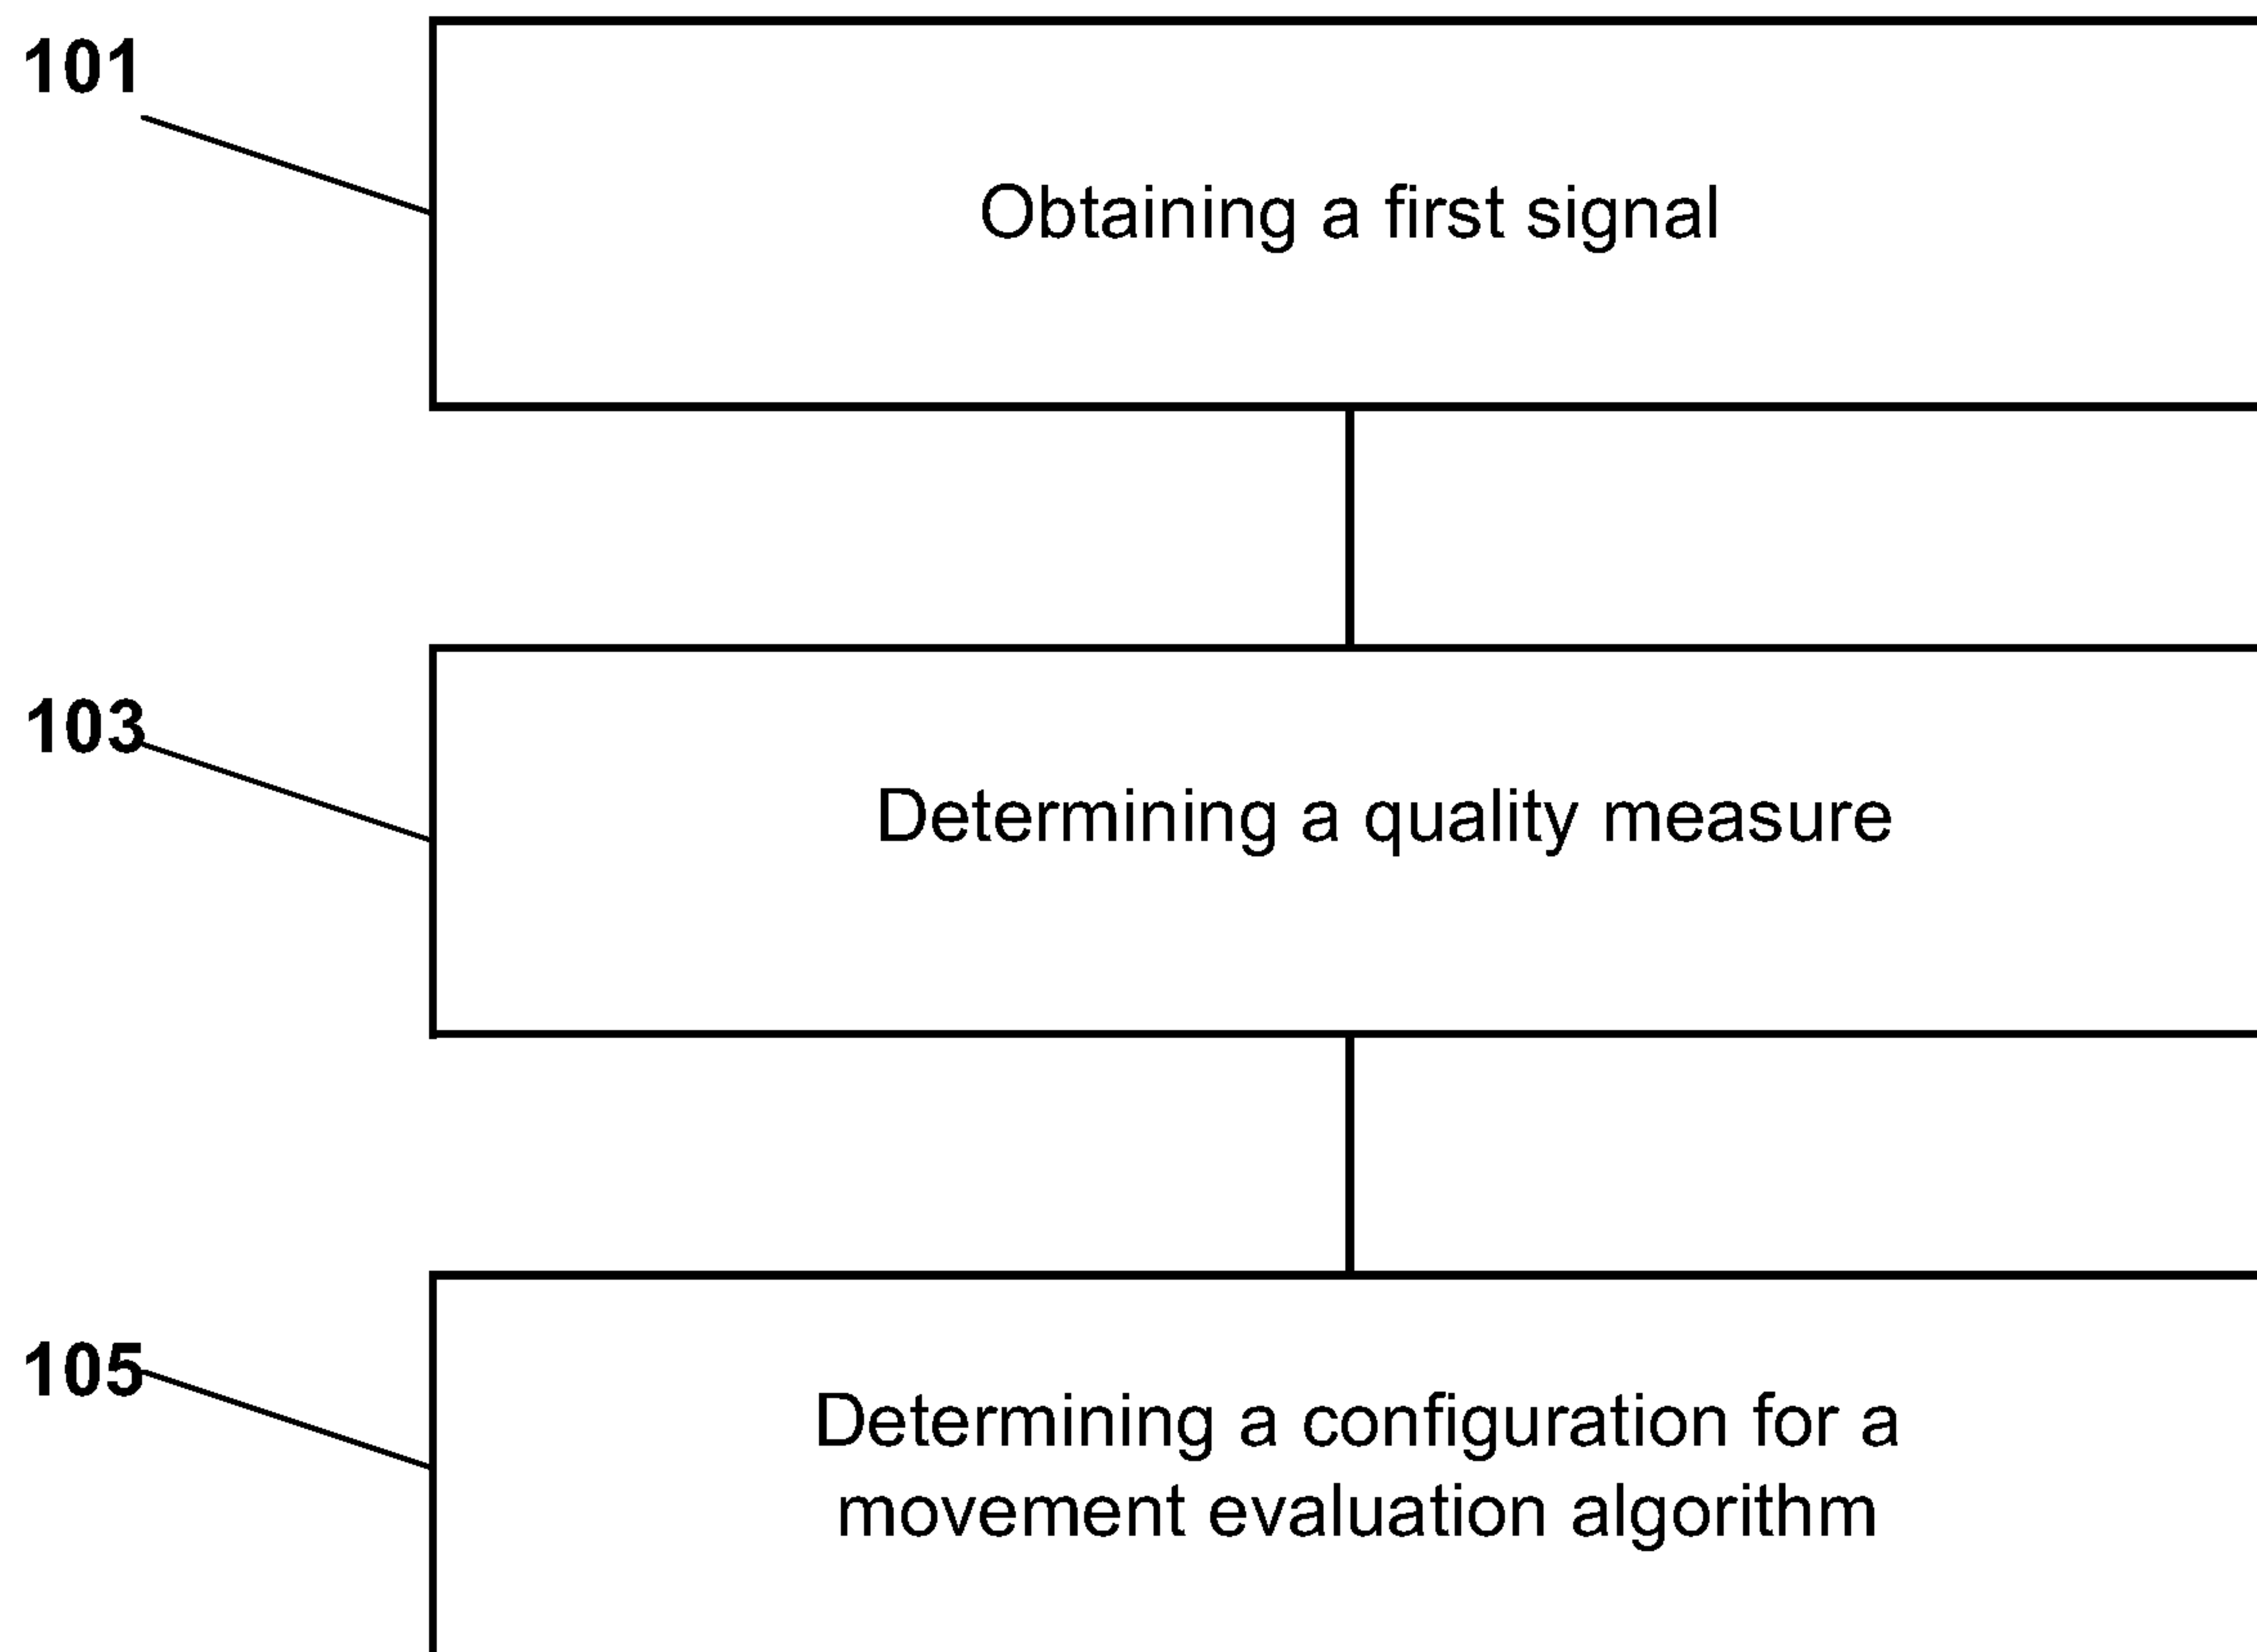 101
Obtaining a first signal
103
Determining a quality measure
105
Determining a configuration for a
movement evaluation algorithm